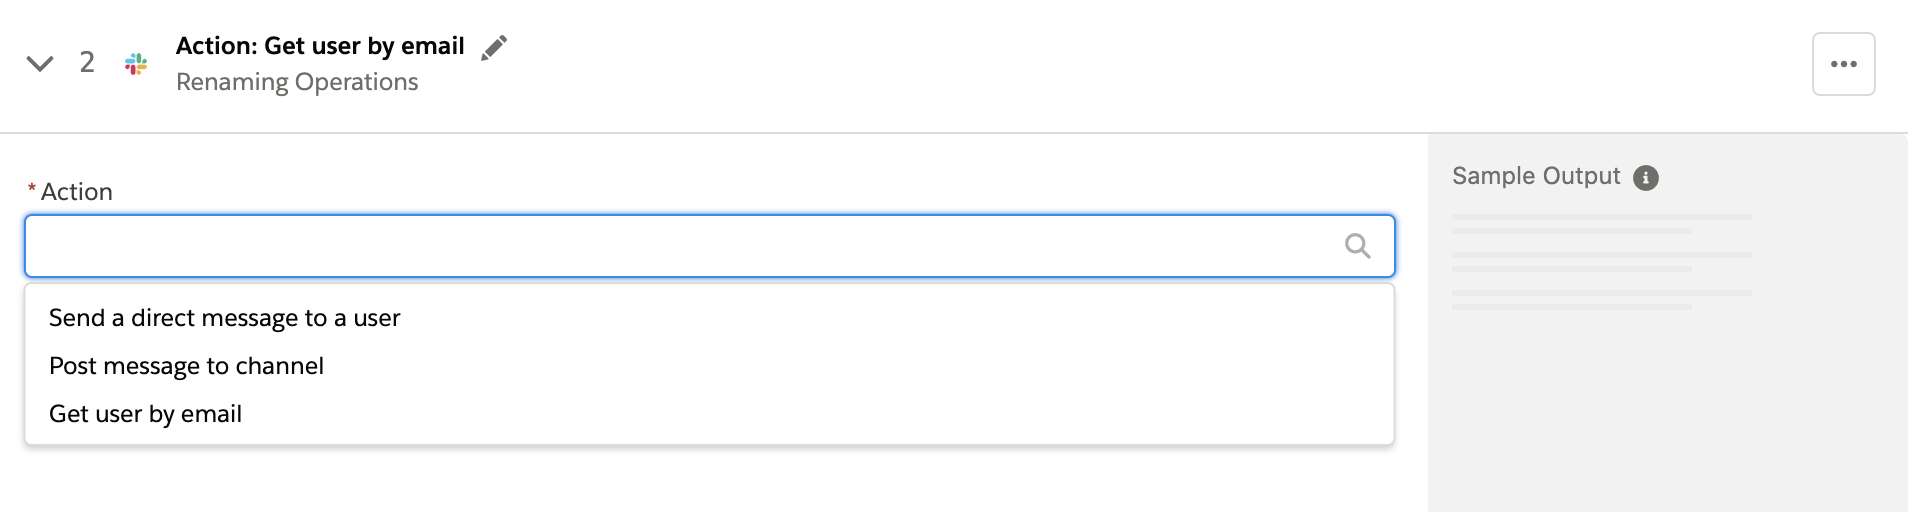 2
Action: Get user by email
Renaming Operations
* Action
Send a direct message to a user
Post message to channel
Get user by email
Sample Output